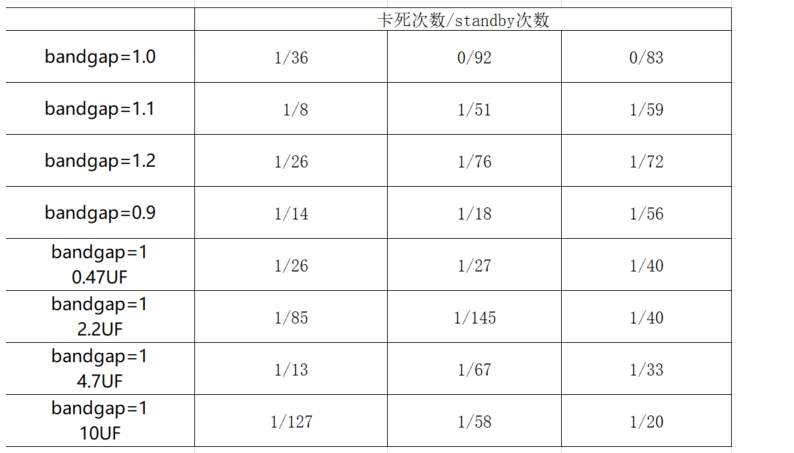 卡死次数/standby次数
bandgap=1.0 1/36 0/92 0/83
bandgap=1.1 1/8 1/51 1/59
bandgap=1.2 1/26 1/76 1/72
bandgap=0.9 1/14 1/18 1/56
bandgap=1
0.47UF 1/26 1/27 1/40
bandgap=1
2.2UF 1/85 1/145 1/40
bandgap=1
4.7UF 1/13 1/67 1/33
bandgap=1
10UF 1/127 1/58 1/20